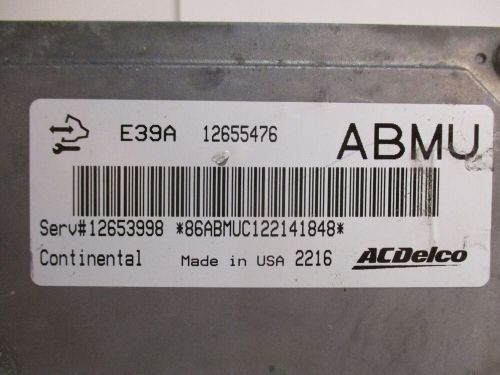 E39A 12655476 ABMU
Serv#12653998 *86ABMUC122141848*
Continental Made in USA 2216 ACDelco